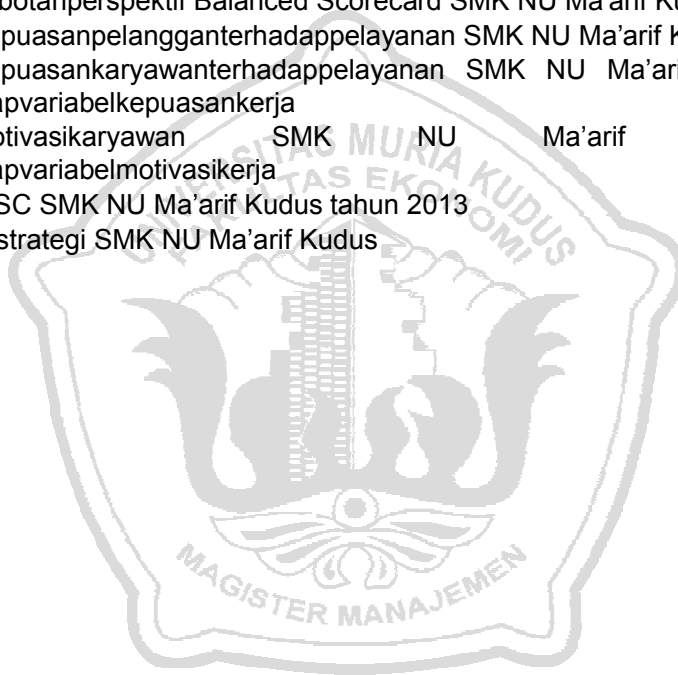 botanperspektif Balanced Scorecard SMK NU Ma'arif Ku
puasanpelangganterhadappelayanan SMK NU Ma'arif K
puasankaryawanterhadappelayanan SMK NU Ma'ari
apvariabelkepuasankerja
otivasikaryawan SMK NU Ma'arif
apvariabelmotivasikerja
SC SMK NU Ma'arif Kudus tahun 2013
strategi SMK NU Ma'arif Kudus
UNIVERSITAS MURIA KUDUS
FAKULTAS EKONOMI
MAGISTER MANAJEMEN